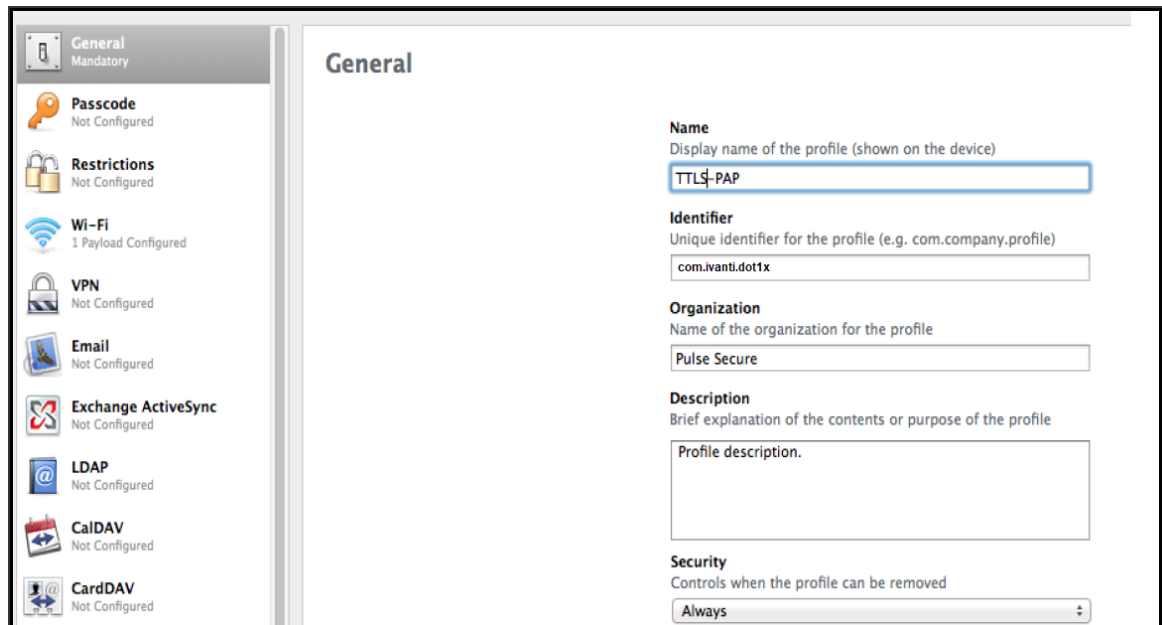 General
Mandatory
Passcode
Not Configured
Restrictions
Not Configured
Wi-Fi
1 Payload Configured
VPN
Not Configured
Email
Not Configured
Exchange ActiveSync
Not Configured
LDAP
Not Configured
CalDAV
Not Configured
CardDAV
Not Configured
General
Name
Display name of the profile (shown on the device)
TTLS-PAP
Identifier
Unique identifier for the profile (e.g. com.company.profile)
com.ivanti.dot1x
Organization
Name of the organization for the profile
Pulse Secure
Description
Brief explanation of the contents or purpose of the profile
Profile description.
Security
Controls when the profile can be removed
Always